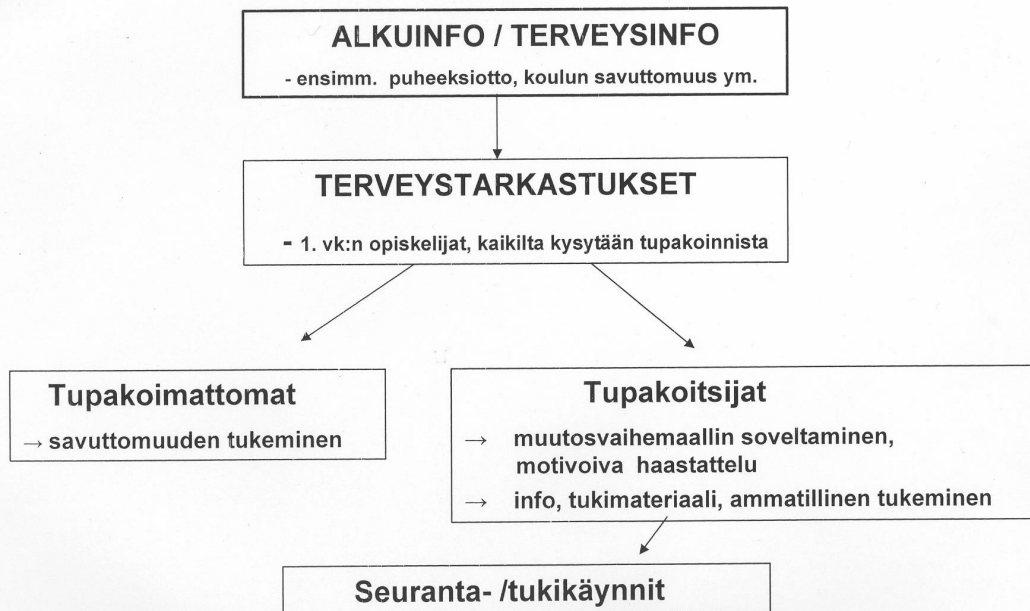 ALKUINFO / TERVEYSINFO
- ensimm. puheeksiotto, koulun savuttomuus ym.
TERVEYSTARKASTUKSET
- 1. vk:n opiskelijat, kaikilta kysytään tupakoinnista
Tupakoimattomat
→ savuttomuuden tukeminen
Tupakoitsijat
→ muutosvaihemaallin soveltaminen,
motivoiva haastattelu
→ info, tukimateriaali, ammatillinen tukeminen
Seuranta- /tukikäynnit